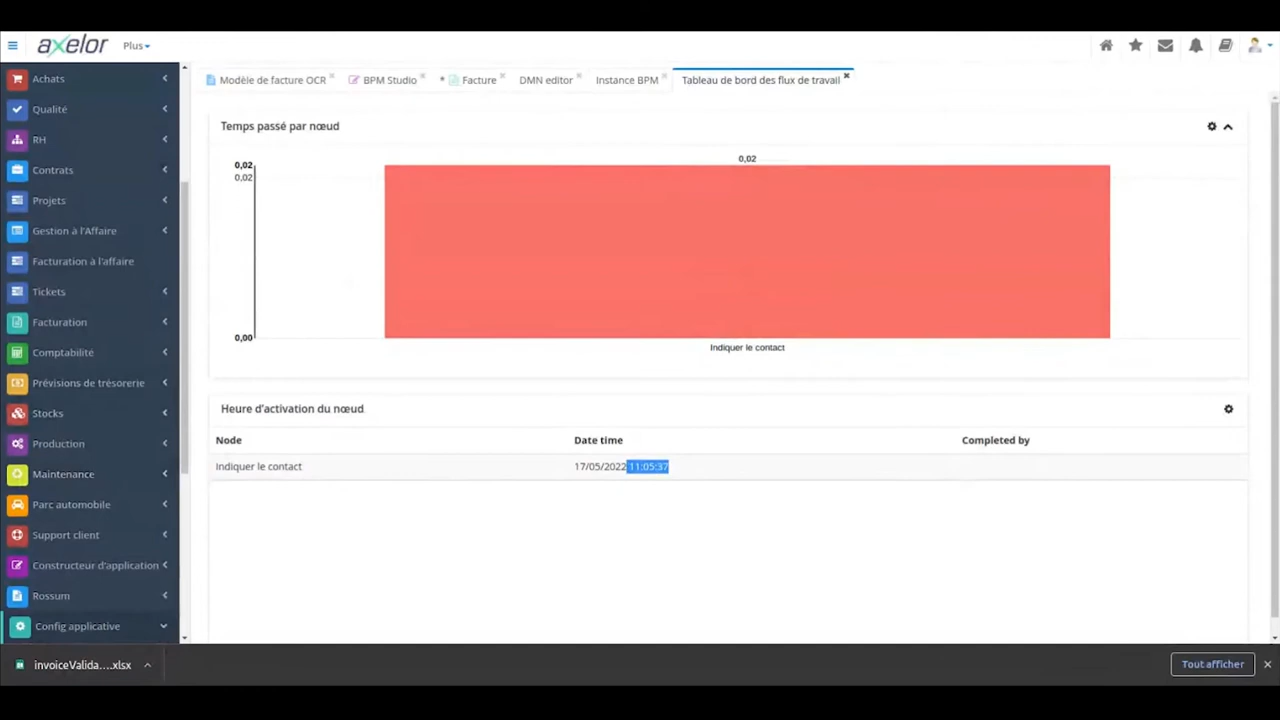 axelor Plus
Modèle de facture OCR BPM Studio * Facture DMN editor Instance BPM Tableau de bord des flux de travail
Achats
Qualité
RH
Contrats
Projets
Gestion à l'Affaire
Facturation à l'affaire
Tickets
Facturation
Comptabilité
Prévisions de trésorerie
Stocks
Production
Maintenance
Parc automobile
Support client
Constructeur d'application
Rossum
Config applicative
Temps passé par nœud
0,02
0,02
0,02
0,00
Indiquer le contact
Heure d'activation du nœud
Node Date time Completed by
Indiquer le contact 17/05/2022 11:05:37
invoiceValida....xlsx Tout afficher